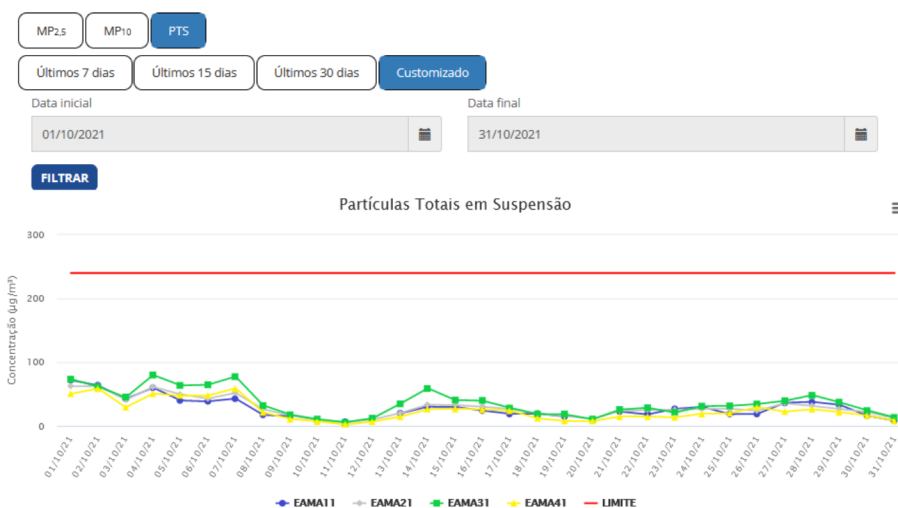 MP2,5 MP10 PTS
Últimos 7 dias Últimos 15 dias Últimos 30 dias Customizado
Data inicial Data final
01/10/2021 31/10/2021
FILTRAR
Partículas Totais em Suspensão
Concentração (µg/m³)
300
200
100
0
01/10/21 02/10/21 03/10/21 04/10/21 05/10/21 06/10/21 07/10/21 08/10/21 09/10/21 10/10/21 11/10/21 12/10/21 13/10/21 14/10/21 15/10/21 16/10/21 17/10/21 18/10/21 19/10/21 20/10/21 21/10/21 22/10/21 23/10/21 24/10/21 25/10/21 26/10/21 27/10/21 28/10/21 29/10/21 30/10/21 31/10/21
EAMA11 EAMA21 EAMA31 EAMA41 LIMITE